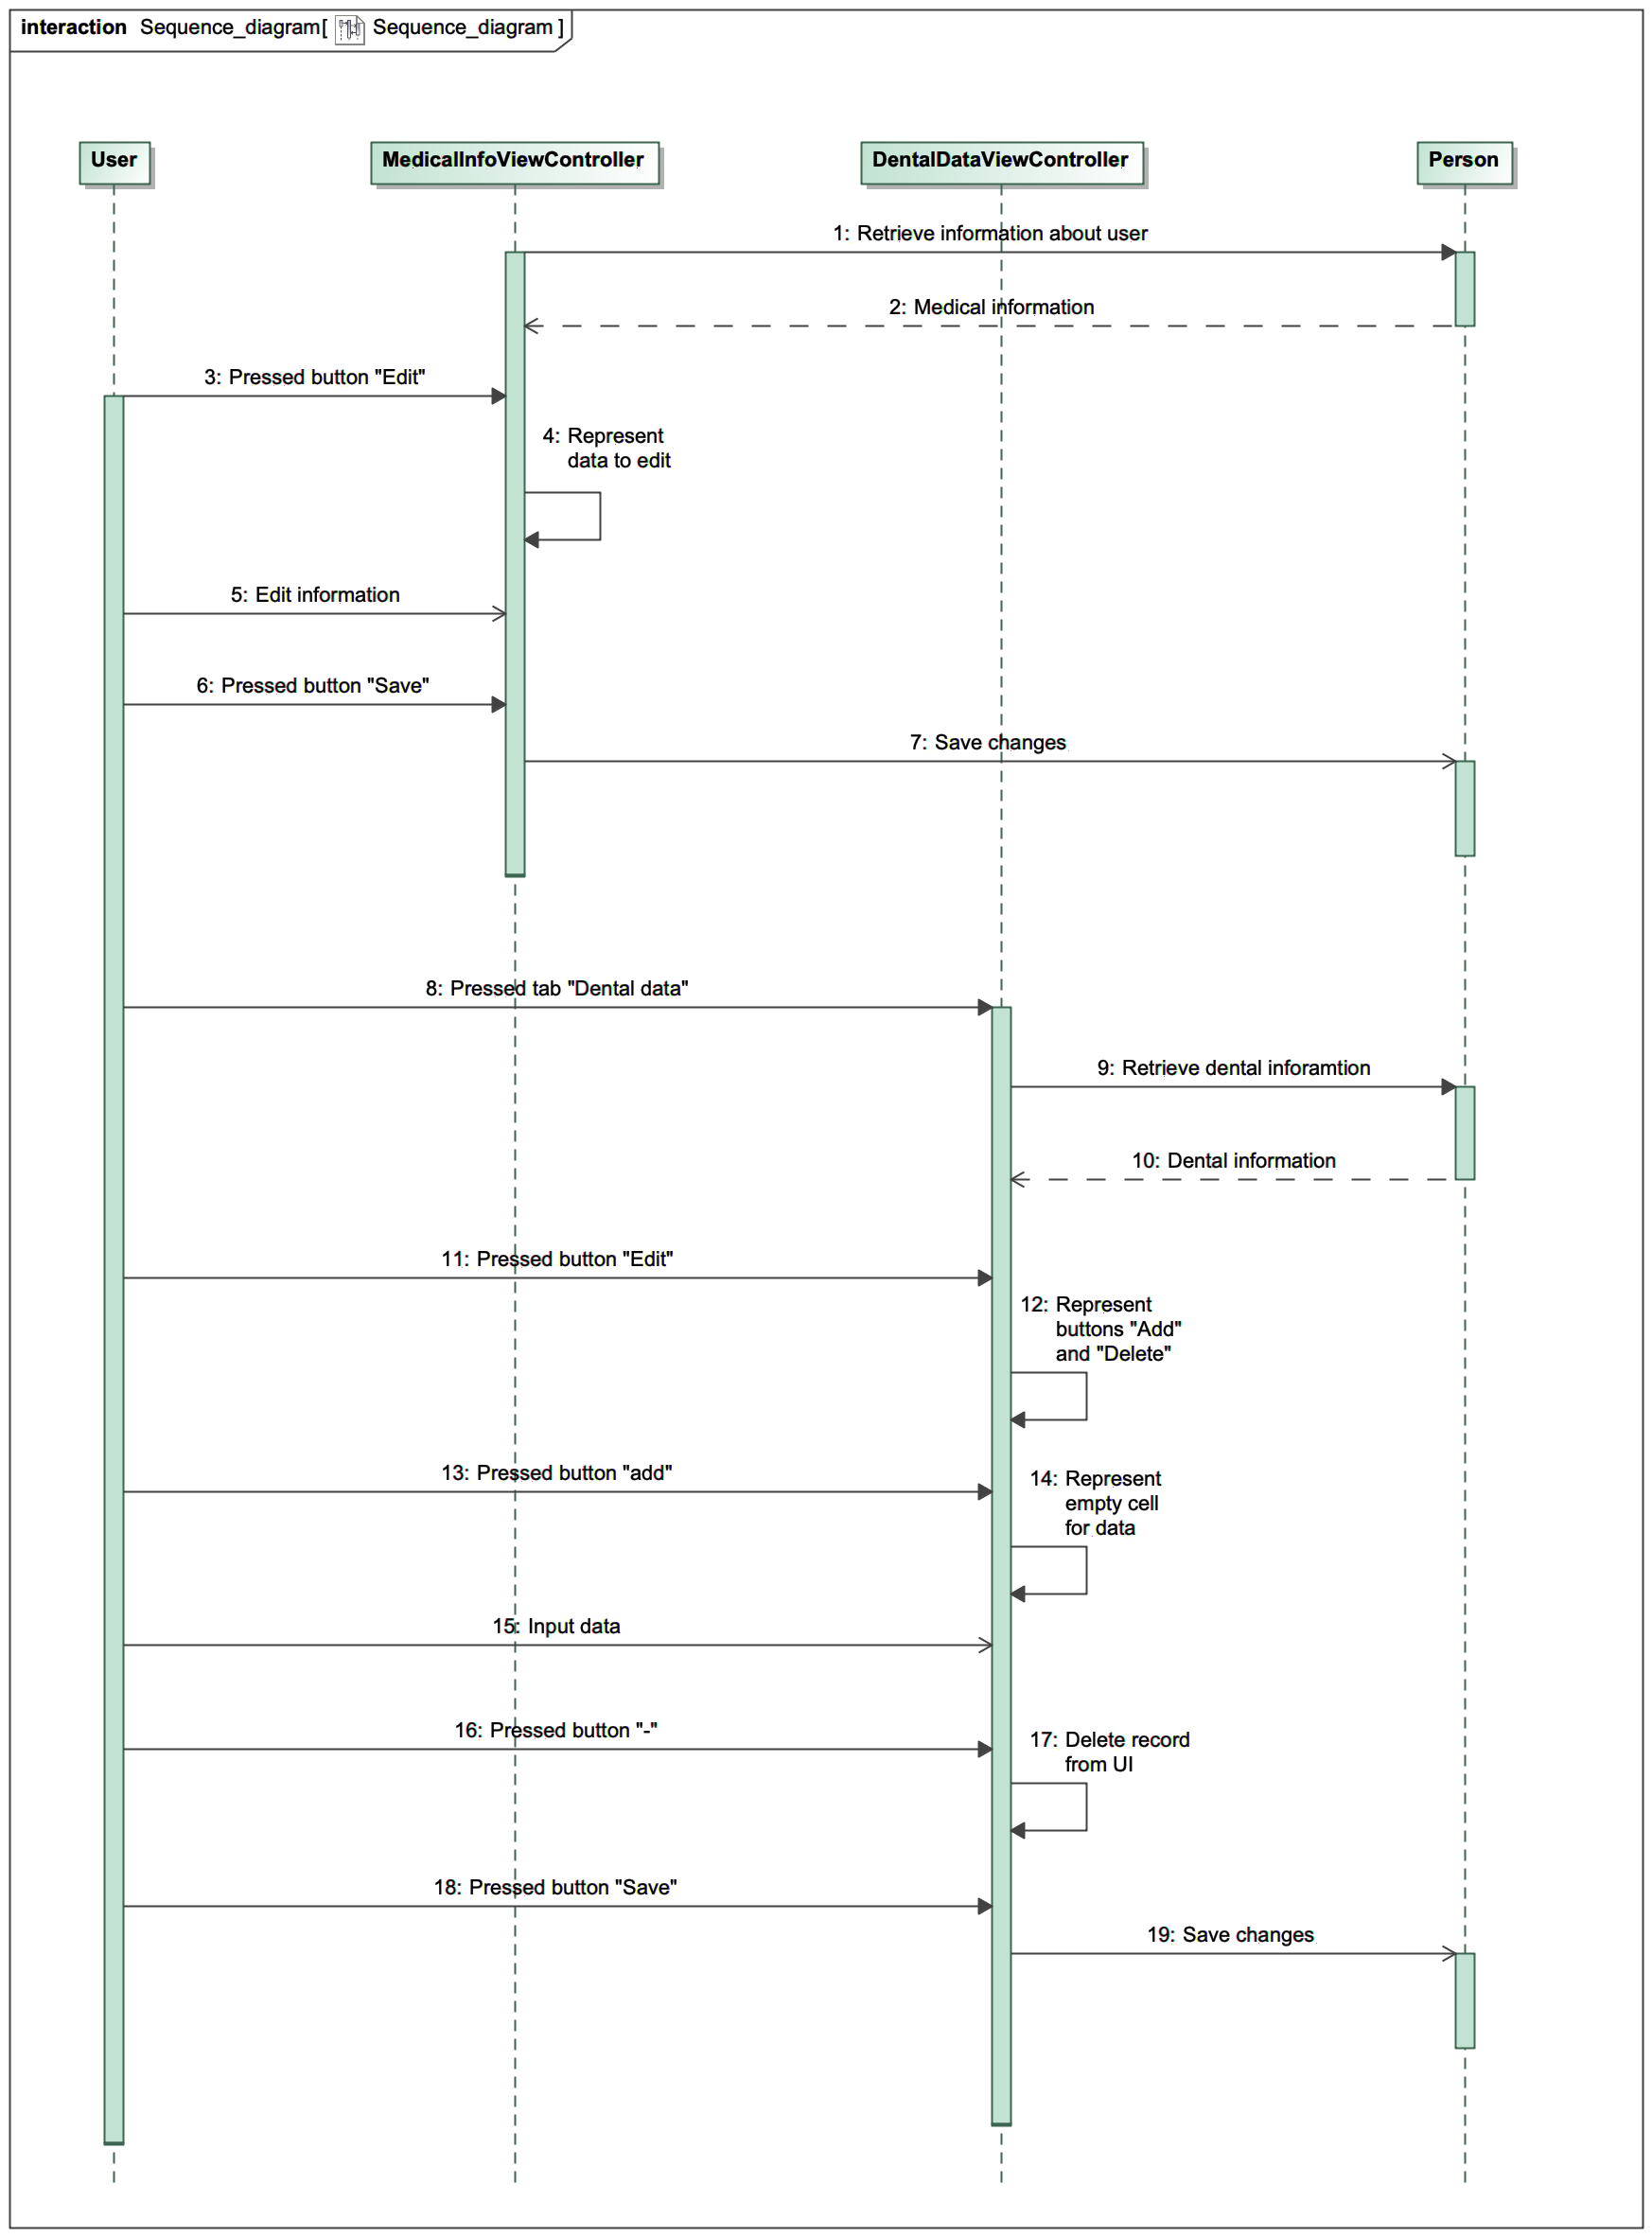 interaction Sequence_diagram[ Sequence_diagram ]
User
MedicalInfoViewController
DentalDataViewController
Person
1: Retrieve information about user
2: Medical information
3: Pressed button "Edit"
4: Represent
data to edit
5: Edit information
6: Pressed button "Save"
7: Save changes
8: Pressed tab "Dental data"
9: Retrieve dental inforamtion
10: Dental information
11: Pressed button "Edit"
12: Represent
buttons "Add"
and "Delete"
13: Pressed button "add"
14: Represent
empty cell
for data
15: Input data
16: Pressed button "-"
17: Delete record
from UI
18: Pressed button "Save"
19: Save changes